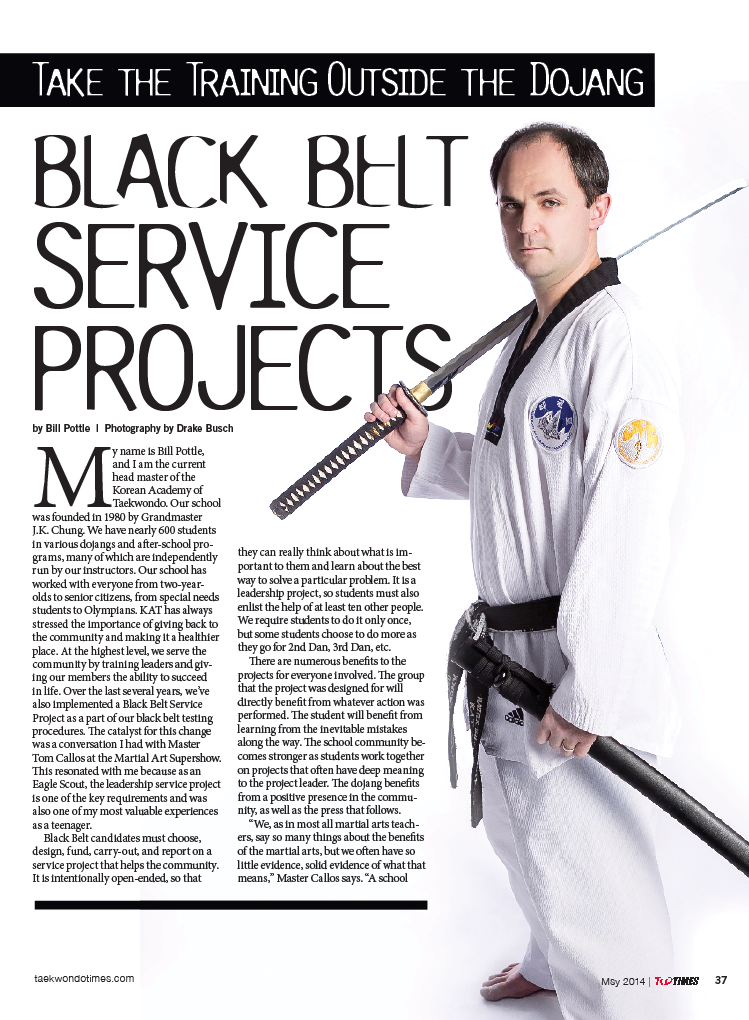 TAKE THE TRAINING OUTSIDE THE DOJANG
BLACK BELT
SERVICE
PROJECTS
by Bill Pottle | Photography by Drake Busch
My name is Bill Pottle,
and I am the current
head master of the
Korean Academy of
Taekwondo. Our school
was founded in 1980 by Grandmaster
J.K. Chung. We have nearly 600 students
in various dojangs and after-school pro-
grams, many of which are independently
run by our instructors. Our school has
worked with everyone from two-year-
olds to senior citizens, from special needs
students to Olympians. KAT has always
stressed the importance of giving back to
the community and making it a healthier
place. At the highest level, we serve the
community by training leaders and giv-
ing our members the ability to succeed
in life. Over the last several years, we've
also implemented a Black Belt Service
Project as a part of our black belt testing
procedures. The catalyst for this change
was a conversation I had with Master
Tom Callos at the Martial Art Supershow.
This resonated with me because as an
Eagle Scout, the leadership service project
is one of the key requirements and was
also one of my most valuable experiences
as a teenager.
Black Belt candidates must choose,
design, fund, carry-out, and report on a
service project that helps the community.
It is intentionally open-ended, so that
they can really think about what is im-
portant to them and learn about the best
way to solve a particular problem. It is a
leadership project, so students must also
enlist the help of at least ten other people.
We require students to do it only once,
but some students choose to do more as
they go for 2nd Dan, 3rd Dan, etc.
There are numerous benefits to the
projects for everyone involved. The group
that the project was designed for will
directly benefit from whatever action was
performed. The student will benefit from
learning from the inevitable mistakes
along the way. The school community be-
comes stronger as students work together
on projects that often have deep meaning
to the project leader. The dojang benefits
from a positive presence in the commu-
nity, as well as the press that follows.
"We, as in most all martial arts teach-
ers, say so many things about the benefits
of the martial arts, but we often have so
little evidence, solid evidence of what that
means," Master Callos says. "A school
adidas
taekwondotimes.com
May 2014 | TKD TIMES 37